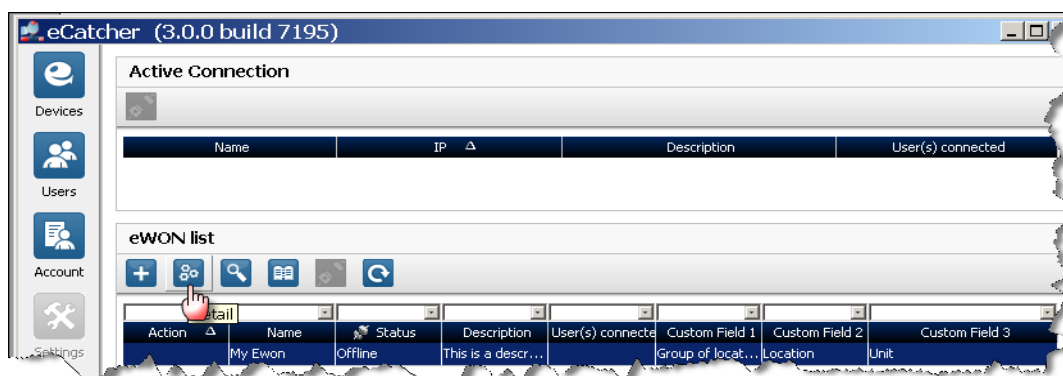 eCatcher (3.0.0 build 7195)
Devices
Users
Account
Settings
Active Connection
Name IP Description User(s) connected
eWON list
etail
Action Name Status Description User(s) connecte Custom Field 1 Custom Field 2 Custom Field 3
My Ewon Offline This is a descr... Group of locat... Location Unit